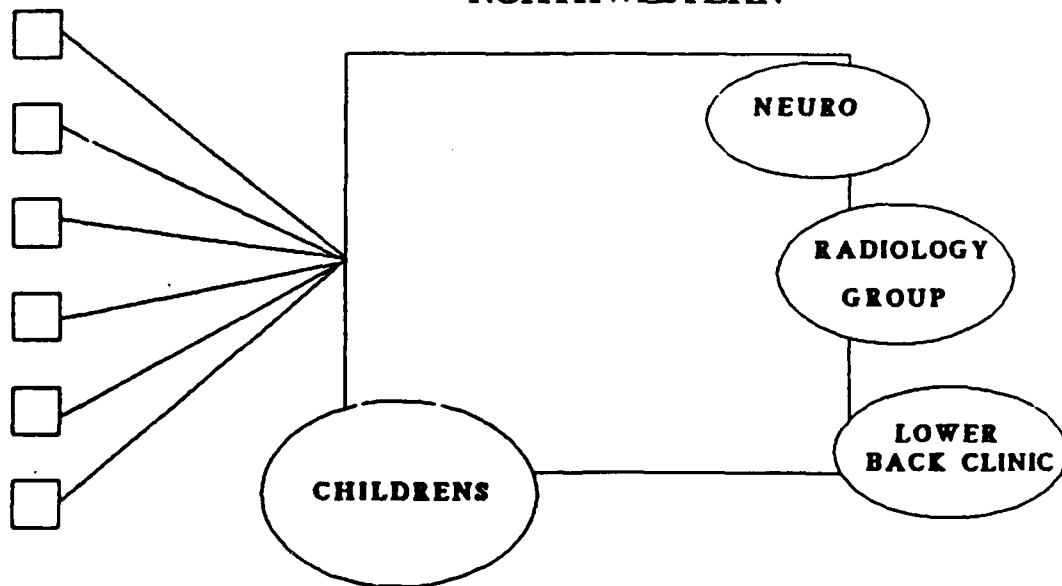 NORTHWESTERN
NEURO
RADIOLOGY
GROUP
LOWER
BACK CLINIC
CHILDRENS